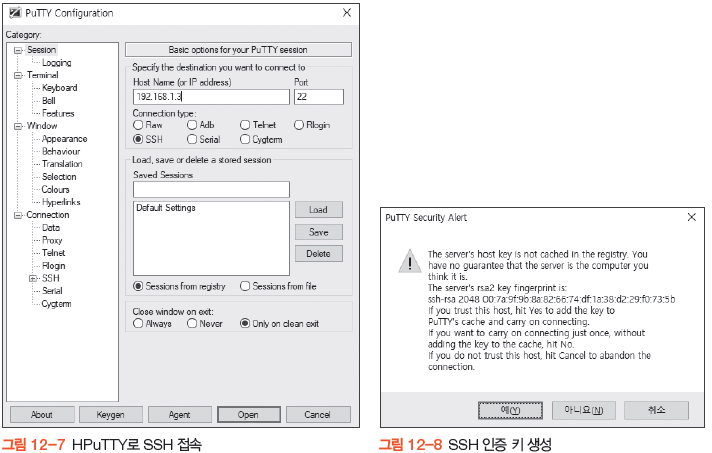 PuTTY Configuration
Category:
Session
Logging
Terminal
Keyboard
Bell
Features
Window
Appearance
Behaviour
Translation
Selection
Colours
Hyperlinks
Connection
Data
Proxy
Telnet
Rlogin
SSH
Serial
Cygterm
Basic options for your PuTTY session
Specify the destination you want to connect to
Host Name (or IP address) Port
192.168.1.3 22
Connection type:
Raw Adb Telnet Rlogin
SSH Serial Cygterm
Load, save or delete a stored session
Saved Sessions
Default Settings
Load
Save
Delete
Sessions from registry Sessions from file
Close window on exit:
Always Never Only on clean exit
About Keygen Agent Open Cancel
그림 12-7 HPuTTY로 SSH 접속
PuTTY Security Alert
The server's host key is not cached in the registry. You
have no guarantee that the server is the computer you
think it is.
The server's rsa2 key fingerprint is:
ssh-rsa 2048 00:7a:9f:9b:8a:82:66:74:df:1a:38:d2:29:f0:73:5b
If you trust this host, hit Yes to add the key to
PuTTY's cache and carry on connecting.
If you want to carry on connecting just once, without
adding the key to the cache, hit No.
If you do not trust this host, hit Cancel to abandon the
connection.
예(Y) 아니요(N) 취소
그림 12-8 SSH 인증 키 생성